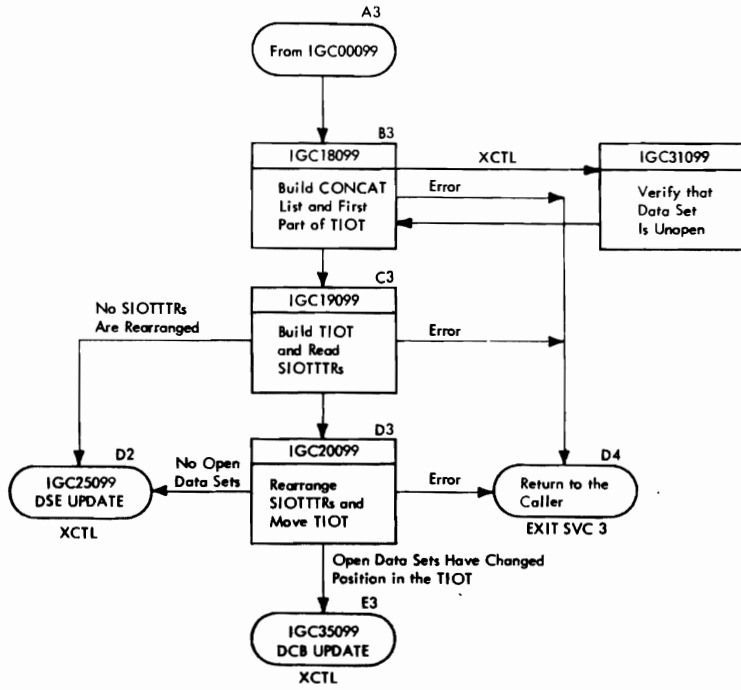 A3
From IGC00099
B3
IGC18099
XCTL
IGC31099
Build CONCAT
List and First
Part of TIOT
Error
Verify that
Data Set
Is Unopen
C3
No SIOTTTRs
Are Rearranged
IGC19099
Build TIOT
and Read
SIOTTTRs
Error
D3
D2
IGC25099
DSE UPDATE
XCTL
No Open
Data Sets
IGC20099
Rearrange
SIOTTTRs and
Move TIOT
Error
D4
Return to the
Caller
EXIT SVC 3
Open Data Sets Have Changed
Position in the TIOT
E3
IGC35099
DCB UPDATE
XCTL